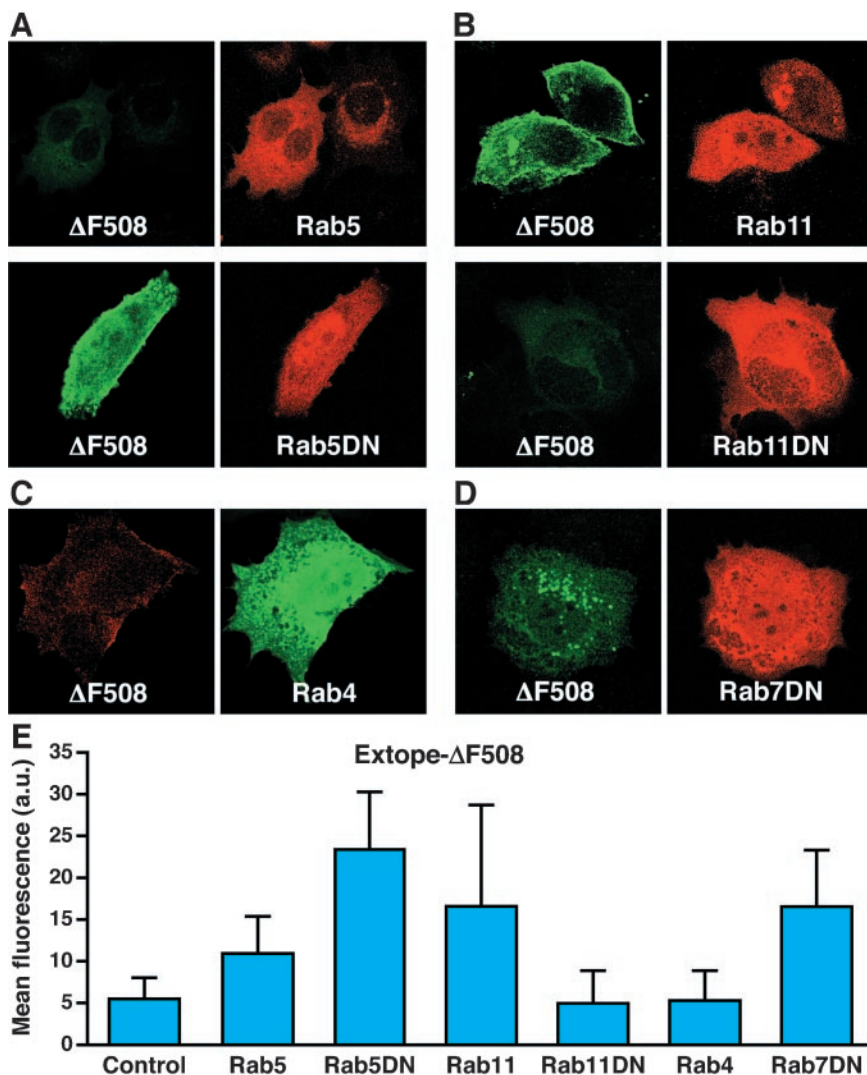 A
B
ΔF508 Rab5 ΔF508 Rab11
ΔF508 Rab5DN ΔF508 Rab11DN
C
D
ΔF508 Rab4 ΔF508 Rab7DN
E
Extope-ΔF508
Mean fluorescence (a.u.)
35
30
25
20
15
10
5
0
Control Rab5 Rab5DN Rab11 Rab11DN Rab4 Rab7DN